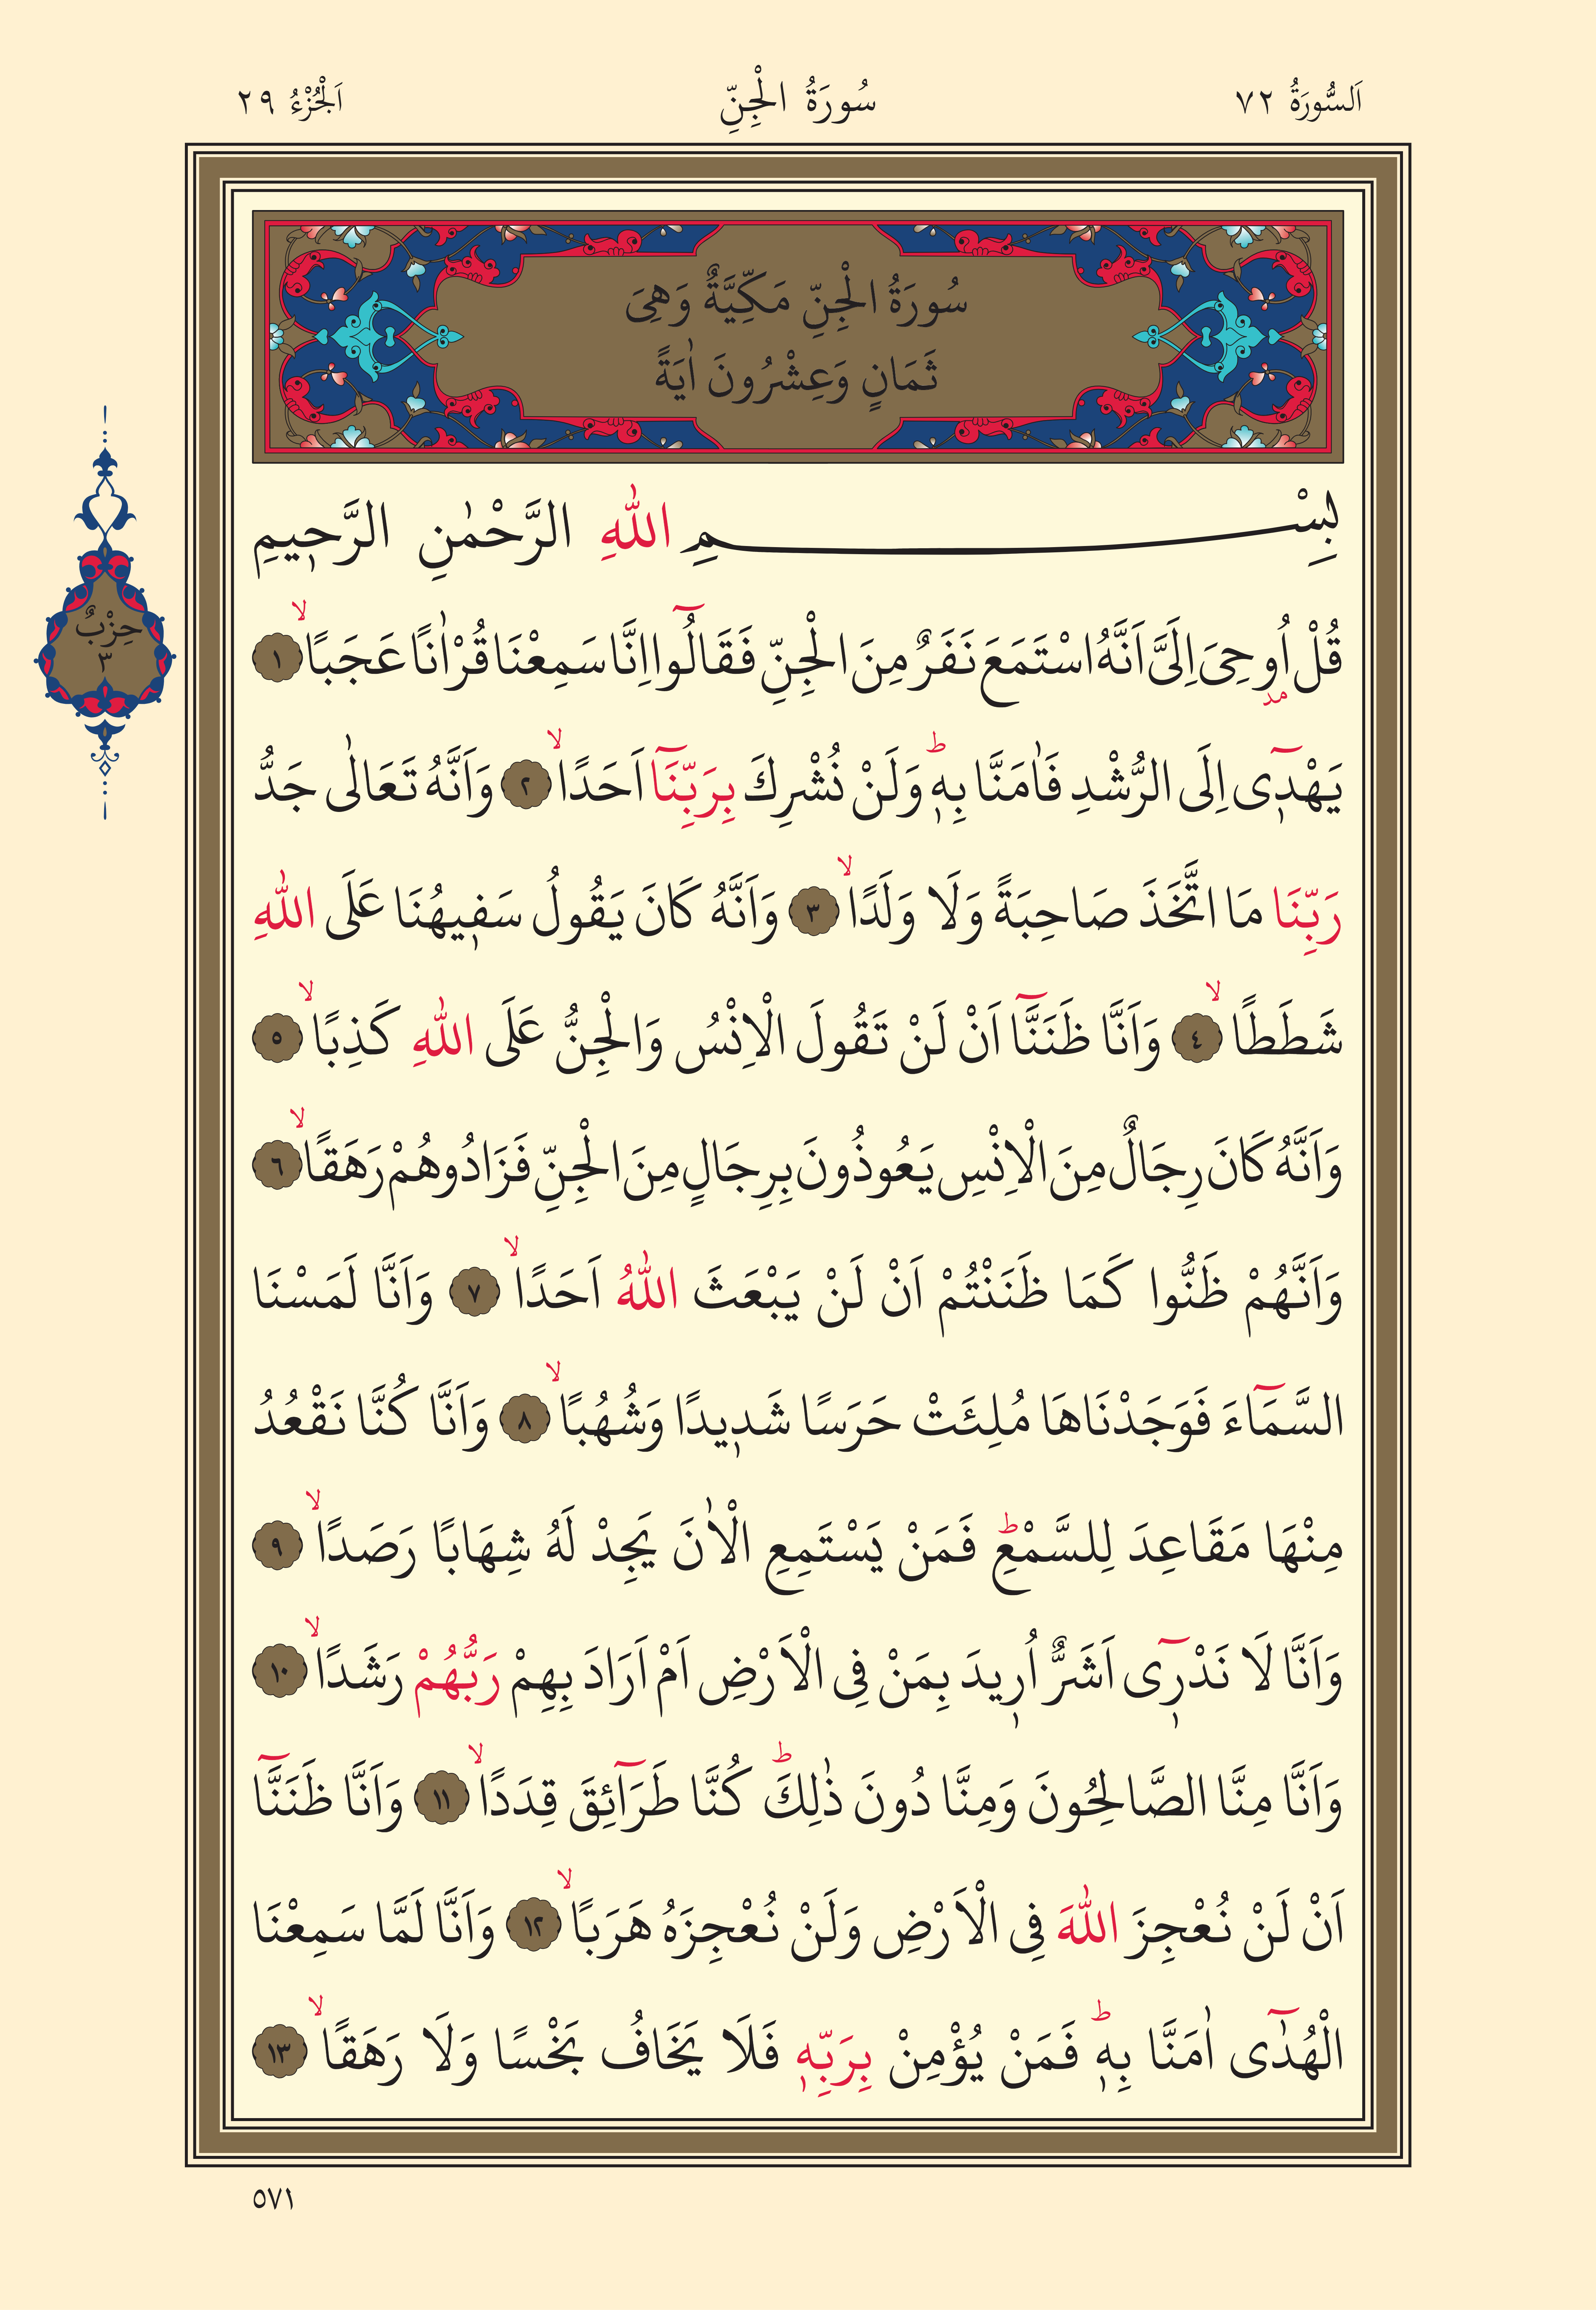 اَلسُّورَةُ ٧٢
سُورَةُ الْجِنِّ
اَلْجُزْءُ ٢٩
سُورَةُ الْجِنِّ مَكِّيَّةٌ وَهِىَ
ثَمَانٍ وَعِشْرُونَ اٰيَةً
بِسْــــــــــــــــمِ اللّٰهِ الرَّحْمٰنِ الرَّحٖيمِ
قُلْ اُو۫حِىَ اِلَىَّ اَنَّهُ اسْتَمَعَ نَفَرٌ مِنَ الْجِنِّ فَقَالُٓوا اِنَّا سَمِعْنَا قُرْاٰنًا عَجَبًاۙ ١
يَهْدٖٓى اِلَى الرُّشْدِ فَاٰمَنَّا بِهٖؕ وَلَنْ نُشْرِكَ بِرَبِّنَٓا اَحَدًاۙ ٢ وَاَنَّهُ تَعَالٰى جَدُّ
رَبِّنَا مَا اتَّخَذَ صَاحِبَةً وَلَا وَلَدًاۙ ٣ وَاَنَّهُ كَانَ يَقُولُ سَفٖيهُنَا عَلَى اللّٰهِ
شَطَطًاۙ ٤ وَاَنَّا ظَنَنَّٓا اَنْ لَنْ تَقُولَ الْاِنْسُ وَالْجِنُّ عَلَى اللّٰهِ كَذِبًاۙ ٥
وَاَنَّهُ كَانَ رِجَالٌ مِنَ الْاِنْسِ يَعُوذُونَ بِرِجَالٍ مِنَ الْجِنِّ فَزَادُوهُمْ رَهَقًاۙ ٦
وَاَنَّهُمْ ظَنُّوا كَمَا ظَنَنْتُمْ اَنْ لَنْ يَبْعَثَ اللّٰهُ اَحَدًاۙ ٧ وَاَنَّا لَمَسْنَا
السَّمَٓاءَ فَوَجَدْنَاهَا مُلِئَتْ حَرَسًا شَدٖيدًا وَشُهُبًاۙ ٨ وَاَنَّا كُنَّا نَقْعُدُ
مِنْهَا مَقَاعِدَ لِلسَّمْعِؕ فَمَنْ يَسْتَمِعِ الْاٰنَ يَجِدْ لَهُ شِهَابًا رَصَدًاۙ ٩
وَاَنَّا لَا نَدْرٖٓى اَشَرٌّ اُرٖيدَ بِمَنْ فِى الْاَرْضِ اَمْ اَرَادَ بِهِمْ رَبُّهُمْ رَشَدًاۙ ١٠
وَاَنَّا مِنَّا الصَّالِحُونَ وَمِنَّا دُونَ ذٰلِكَؕ كُنَّا طَرَٓائِقَ قِدَدًاۙ ١١ وَاَنَّا ظَنَنَّٓا
اَنْ لَنْ نُعْجِزَ اللّٰهَ فِى الْاَرْضِ وَلَنْ نُعْجِزَهُ هَرَبًاۙ ١٢ وَاَنَّا لَمَّا سَمِعْنَا
الْهُدٰٓى اٰمَنَّا بِهٖؕ فَمَنْ يُؤْمِنْ بِرَبِّهٖ فَلَا يَخَافُ بَخْسًا وَلَا رَهَقًاۙ ١٣
حِزْبٌ
٣
٥٧١